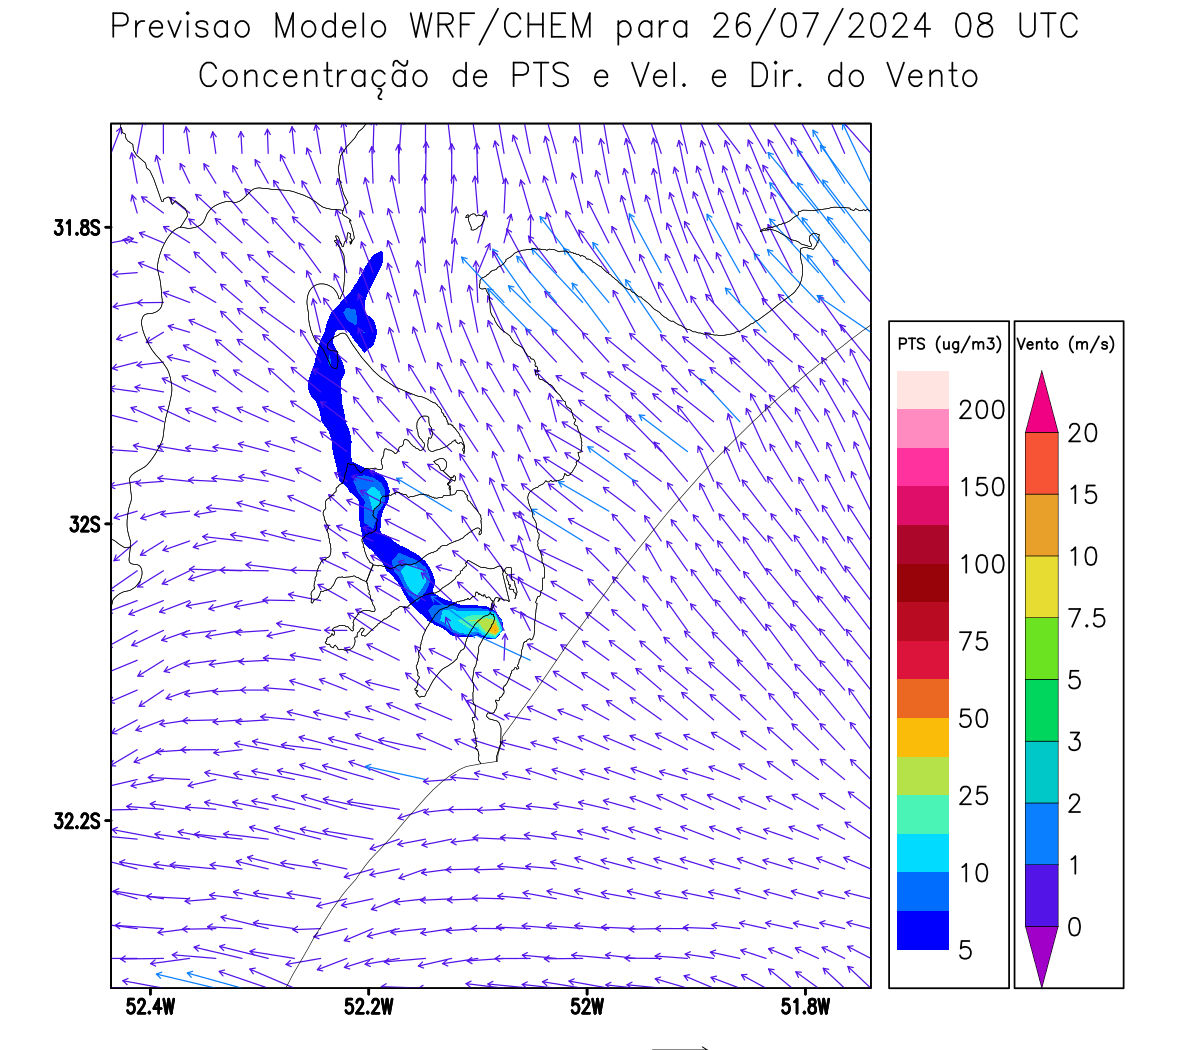 Previsao Modelo WRF/CHEM para 26/07/2024 08 UTC
Concentração de PTS e Vel. e Dir. do Vento
31.8S
32S
32.2S
52.4W 52.2W 52W 51.8W
PTS (ug/m3)
200
150
100
75
50
25
10
5
Vento (m/s)
20
15
10
7.5
5
3
2
1
0